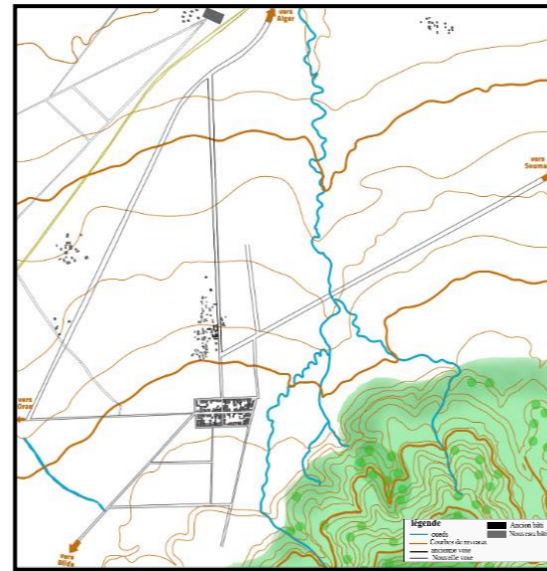 vers
Alger
vers
Souma
vers
Oran
vers
Blida
légende
oueds
Courbes de niveaux
ancienne voie
Nouvelle voie
Ancien bâti
Nouveau bâti